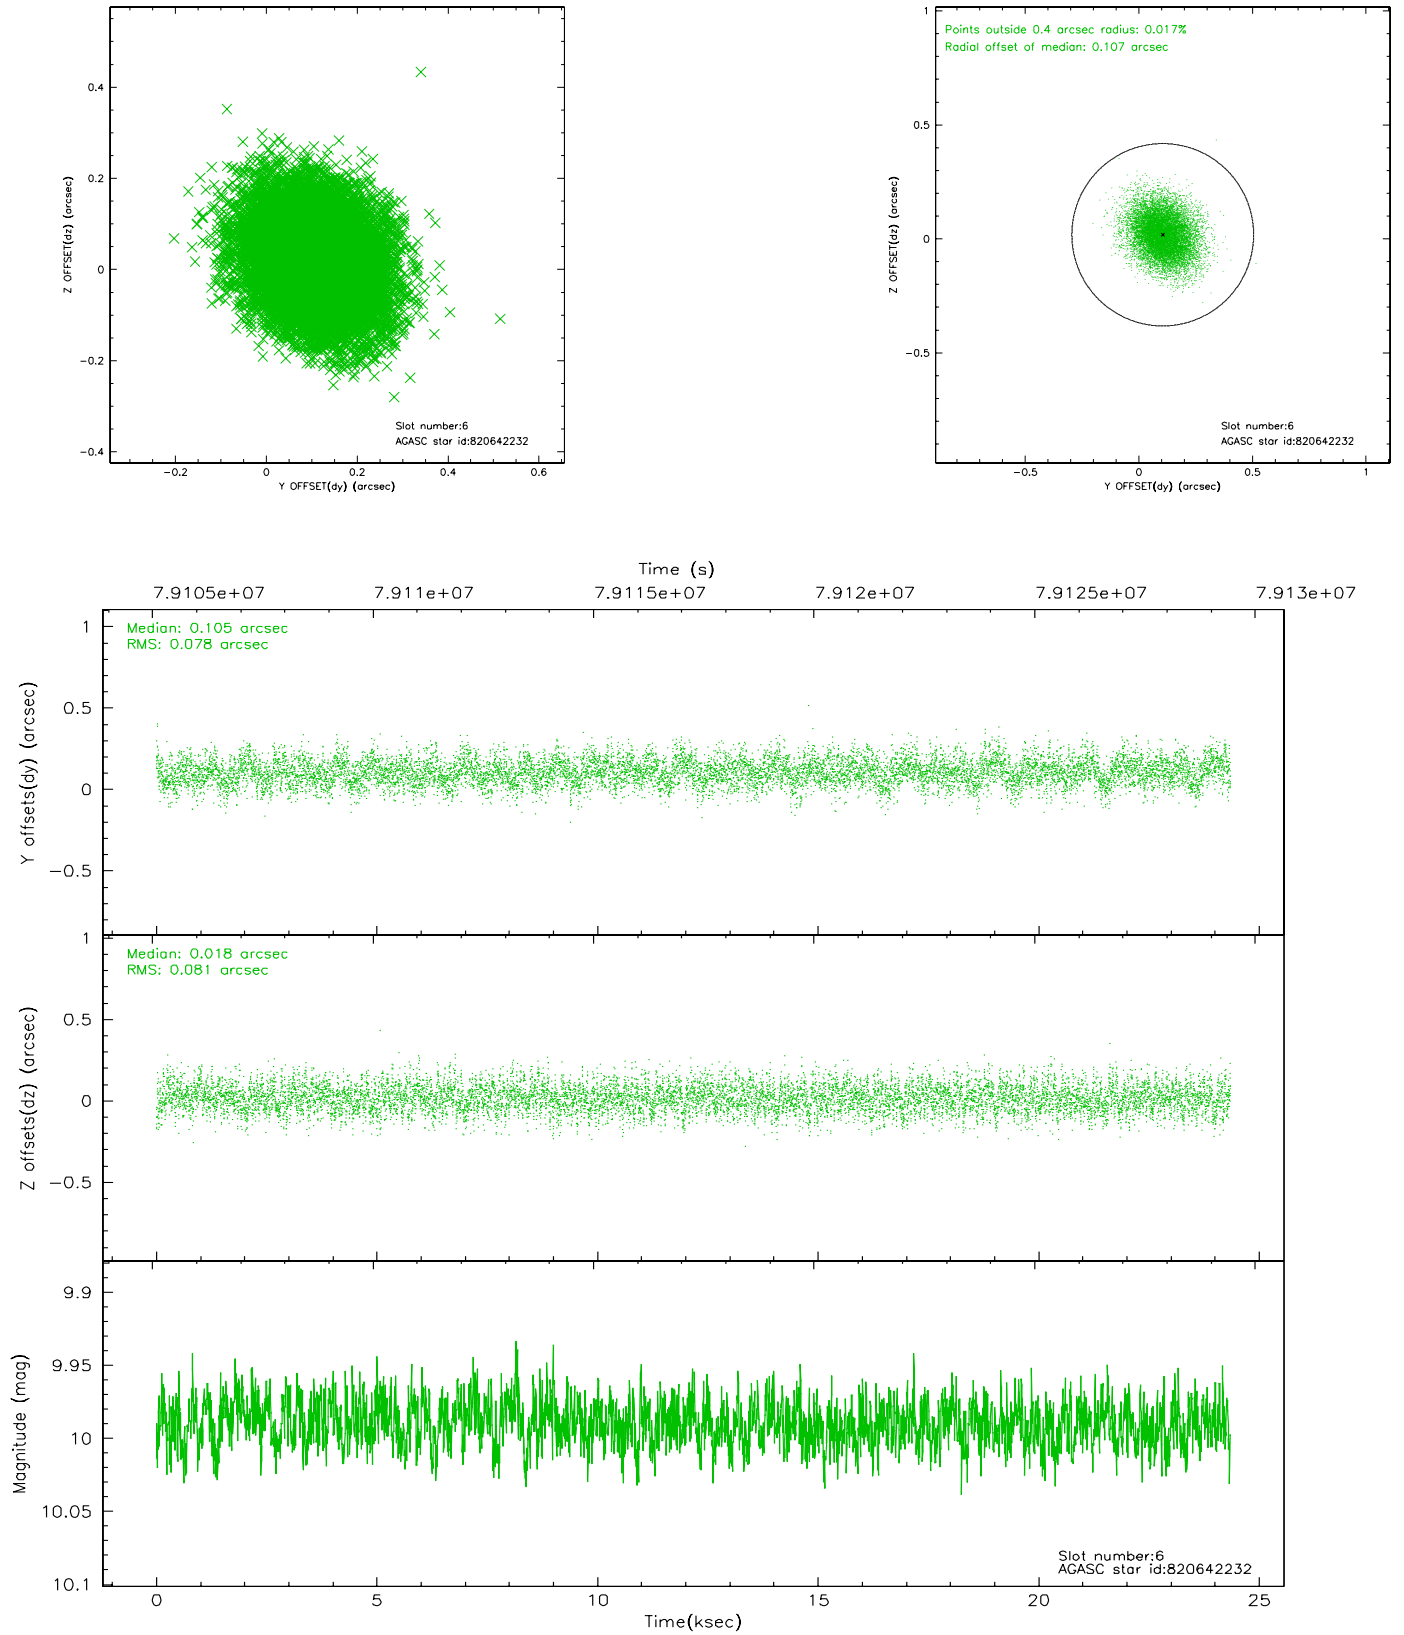 0.4
0.2
0
−0.2
−0.4
Z OFFSET(dz) (arcsec)
−0.2 0 0.2 0.4 0.6
Y OFFSET(dy) (arcsec)
Slot number:6
AGASC star id:820642232
Points outside 0.4 arcsec radius: 0.017%
Radial offset of median: 0.107 arcsec
1
0.5
0
−0.5
Z OFFSET(dz) (arcsec)
−0.5 0 0.5 1
Y OFFSET(dy) (arcsec)
Slot number:6
AGASC star id:820642232
Time (s)
7.9105e+07 7.911e+07 7.9115e+07 7.912e+07 7.9125e+07 7.913e+07
Median: 0.105 arcsec
RMS: 0.078 arcsec
1
0.5
0
−0.5
Y offsets(dy) (arcsec)
Median: 0.018 arcsec
RMS: 0.081 arcsec
1
0.5
0
−0.5
Z offsets(dz) (arcsec)
9.9
9.95
10
10.05
10.1
Magnitude (mag)
Slot number:6
AGASC star id:820642232
0 5 10 15 20 25
Time(ksec)